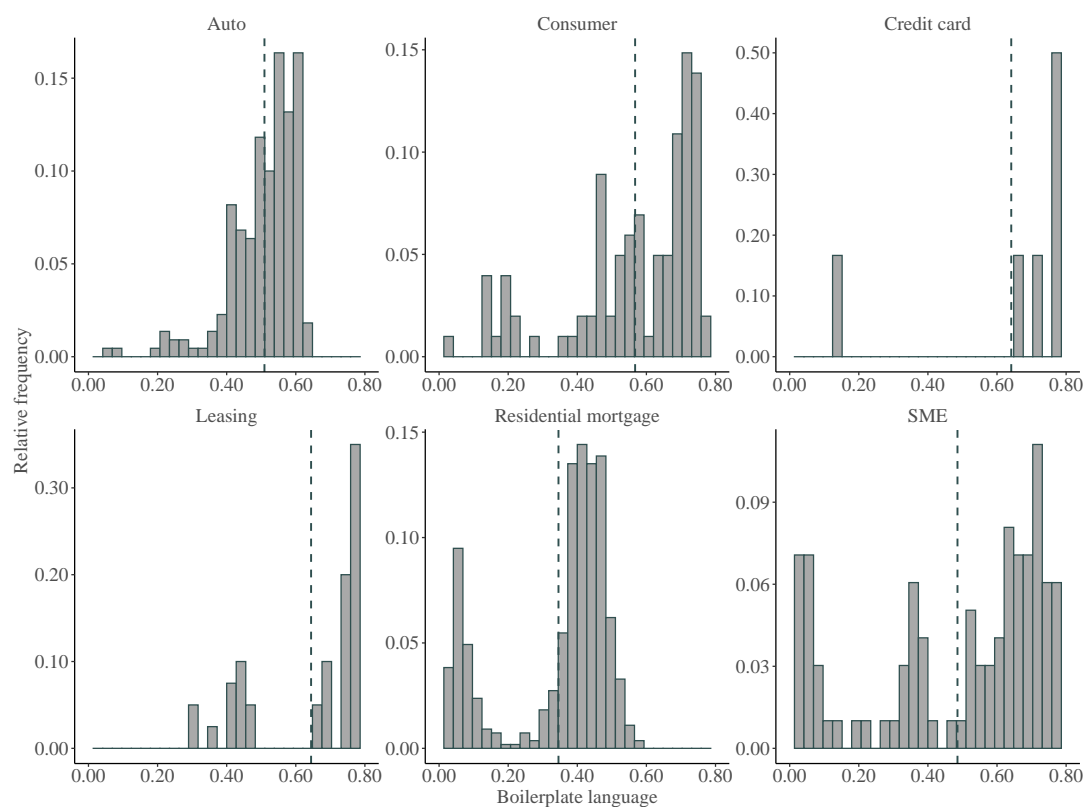 Auto
Consumer
Credit card
0.15
0.10
0.05
0.00
0.00 0.20 0.40 0.60 0.80
0.15
0.10
0.05
0.00
0.00 0.20 0.40 0.60 0.80
0.50
0.40
0.30
0.20
0.10
0.00
0.00 0.20 0.40 0.60 0.80
Relative frequency
Leasing
Residential mortgage
SME
0.30
0.20
0.10
0.00
0.00 0.20 0.40 0.60 0.80
0.15
0.10
0.05
0.00
0.00 0.20 0.40 0.60 0.80
0.09
0.06
0.03
0.00
0.00 0.20 0.40 0.60 0.80
Boilerplate language